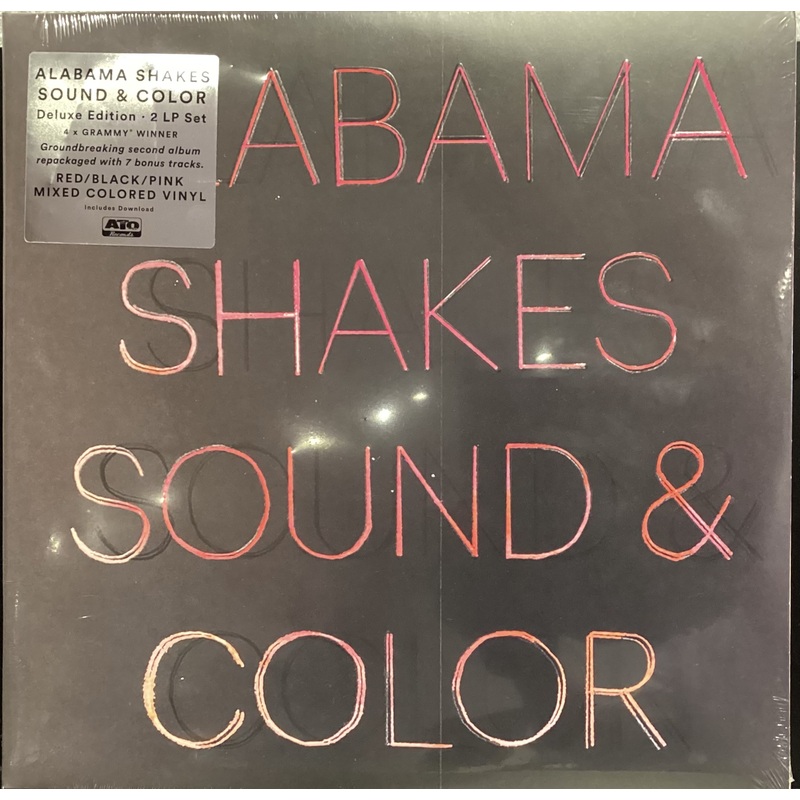 ALABAMA SHAKES
SOUND & COLOR
Deluxe Edition · 2 LP Set
4 x GRAMMY® WINNER
Groundbreaking second album
repackaged with 7 bonus tracks.
RED/BLACK/PINK
MIXED COLORED VINYL
Includes Download
ATO
Records
ABAMA
SHAKES
SOUND &
COLOR